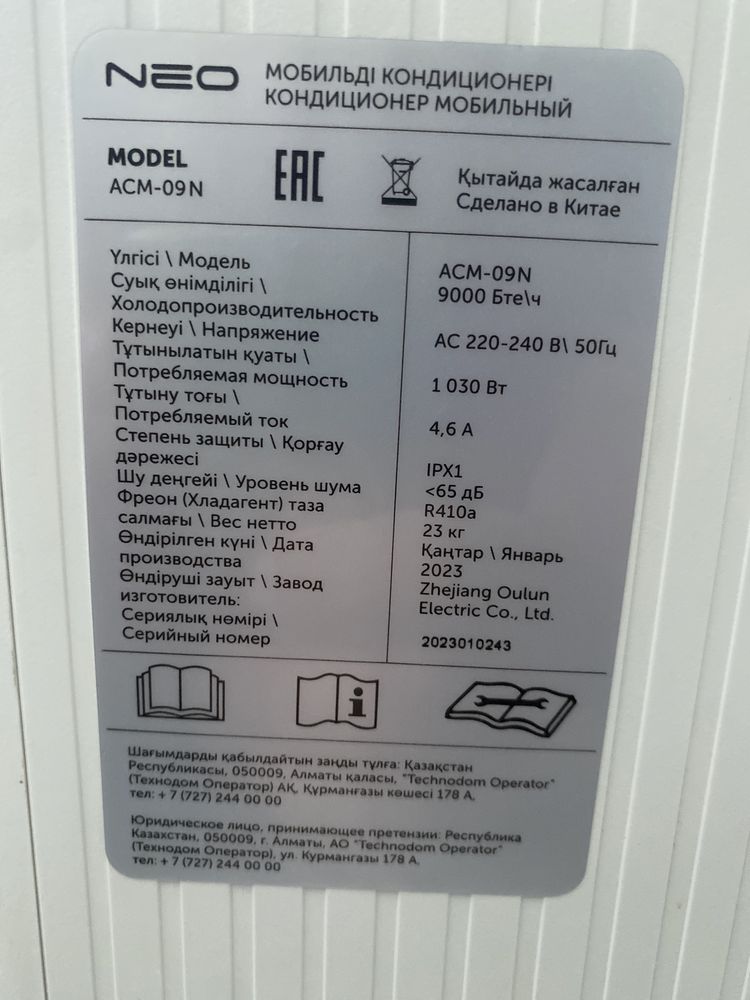 NEO
МОБИЛЬДІ КОНДИЦИОНЕРІ
КОНДИЦИОНЕР МОБИЛЬНЫЙ
MODEL
ACM-09N
EAC
Қытайда жасалған
Сделано в Китае
Үлгісі \ Модель
ACM-09N
Суық өнімділігі \
9000 Бте\ч
Холодопроизводительность
Кернеуі \ Напряжение
AC 220-240 В\ 50Гц
Тұтынылатын қуаты \
Потребляемая мощность
1 030 Вт
Тұтыну тоғы \
Потребляемый ток
4,6 А
Степень защиты \ Қорғау
дәрежесі
IPX1
Шу деңгейі \ Уровень шума
<65 дБ
Фреон (Хладагент) таза
R410a
салмағы \ Вес нетто
23 кг
Өндірілген күні \ Дата
Қаңтар \ Январь
производства
2023
Өндіруші зауыт \ Завод
Zhejiang Oulun
изготовитель:
Electric Co., Ltd.
Сериялық нөмірі \
Серийный номер
2023010243
i
Шағымдарды қабылдайтын заңды тұлға: Қазақстан
Республикасы, 050009, Алматы қаласы, "Technodom Operator"
(Технодом Оператор) АҚ, Құрманғазы көшесі 178 А,
тел: + 7 (727) 244 00 00
Юридическое лицо, принимающее претензии: Республика
Казахстан, 050009, г. Алматы, АО "Technodom Operator"
(Технодом Оператор), ул. Курмангазы 178 А,
тел: + 7 (727) 244 00 00